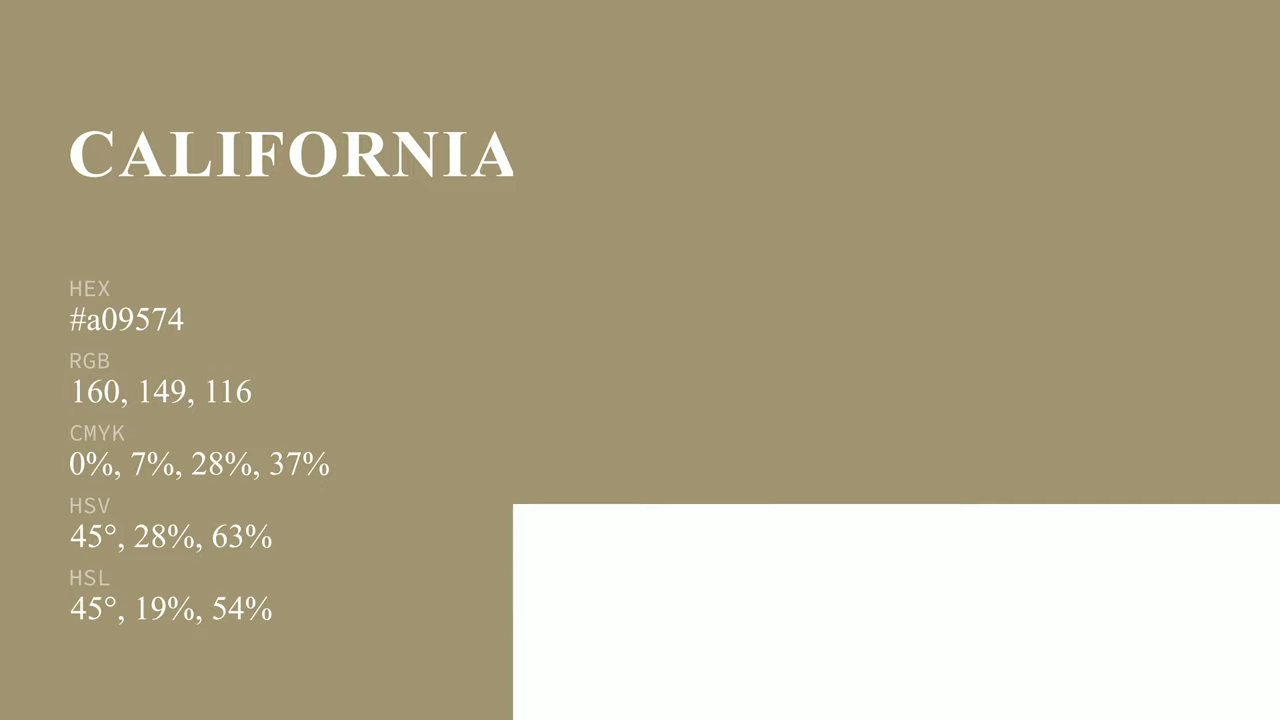 CALIFORNIA
HEX
#a09574
RGB
160, 149, 116
CMYK
0%, 7%, 28%, 37%
HSV
45°, 28%, 63%
HSL
45°, 19%, 54%